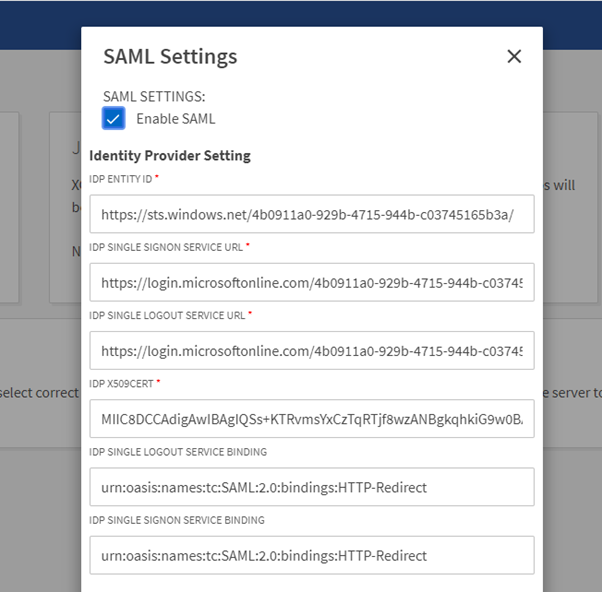 SAML Settings
SAML SETTINGS:
Enable SAML
Identity Provider Setting
IDP ENTITY ID *
https://sts.windows.net/4b0911a0-929b-4715-944b-c03745165b3a/
IDP SINGLE SIGNON SERVICE URL *
https://login.microsoftonline.com/4b0911a0-929b-4715-944b-c03745
IDP SINGLE LOGOUT SERVICE URL *
https://login.microsoftonline.com/4b0911a0-929b-4715-944b-c03745
IDP X509CERT *
MIIC8DCCAdigAwIBAgIQSs+KTRvmsYxCzTqRTjf8wzANBgkqhkiG9w0BA
IDP SINGLE LOGOUT SERVICE BINDING
urn:oasis:names:tc:SAML:2.0:bindings:HTTP-Redirect
IDP SINGLE SIGNON SERVICE BINDING
urn:oasis:names:tc:SAML:2.0:bindings:HTTP-Redirect
J
s will
be
N
select correct
e server to